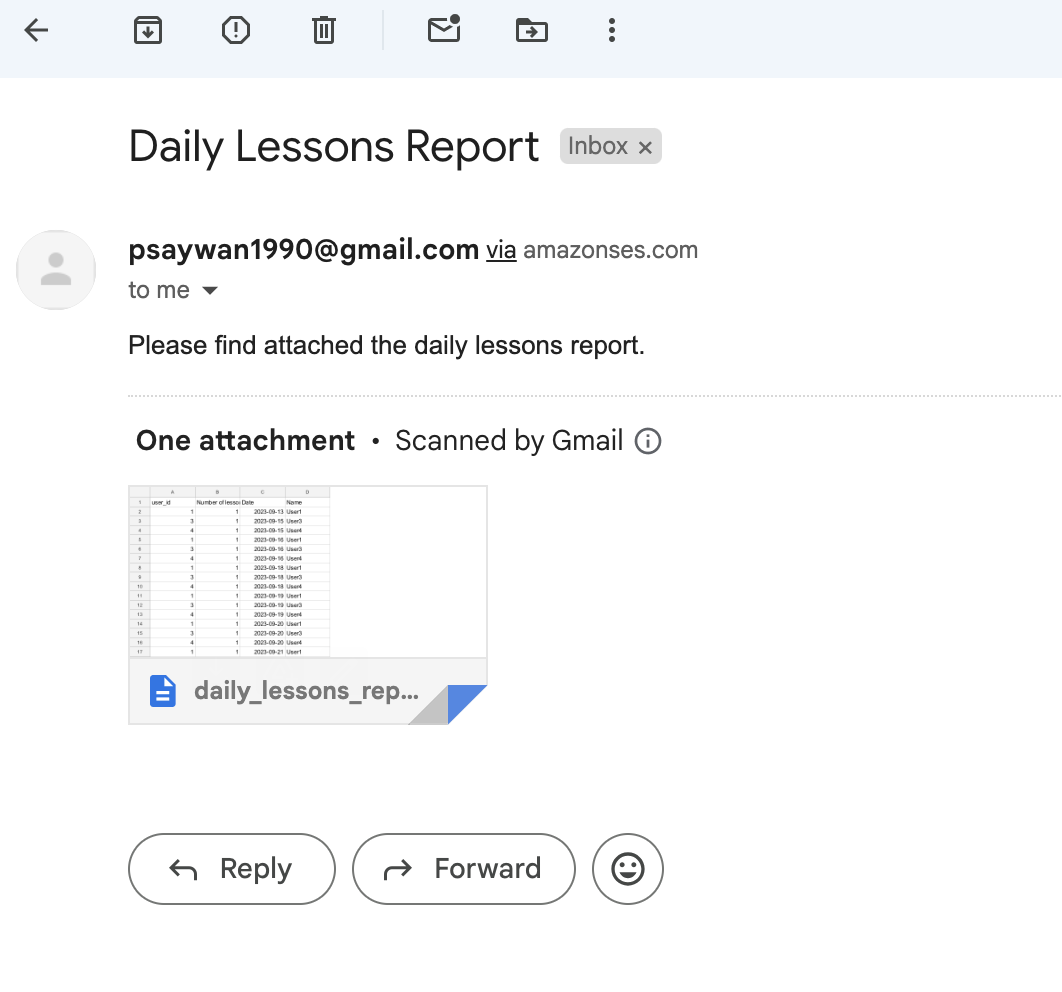 Daily Lessons Report Inbox ×
psaywan1990@gmail.com via amazonses.com
to me
Please find attached the daily lessons report.
One attachment • Scanned by Gmail
A B C D
1 user_id Number of lesso Date Name
2 1 1 2023-09-13 User1
3 3 1 2023-09-15 User3
4 4 1 2023-09-15 User4
5 1 1 2023-09-16 User1
6 3 1 2023-09-16 User3
7 4 1 2023-09-16 User4
8 1 1 2023-09-18 User1
9 3 1 2023-09-18 User3
10 4 1 2023-09-18 User4
11 1 1 2023-09-19 User1
12 3 1 2023-09-19 User3
13 4 1 2023-09-19 User4
14 1 1 2023-09-20 User1
15 3 1 2023-09-20 User3
16 4 1 2023-09-20 User4
17 1 1 2023-09-21 User1
daily_lessons_rep...
Reply Forward